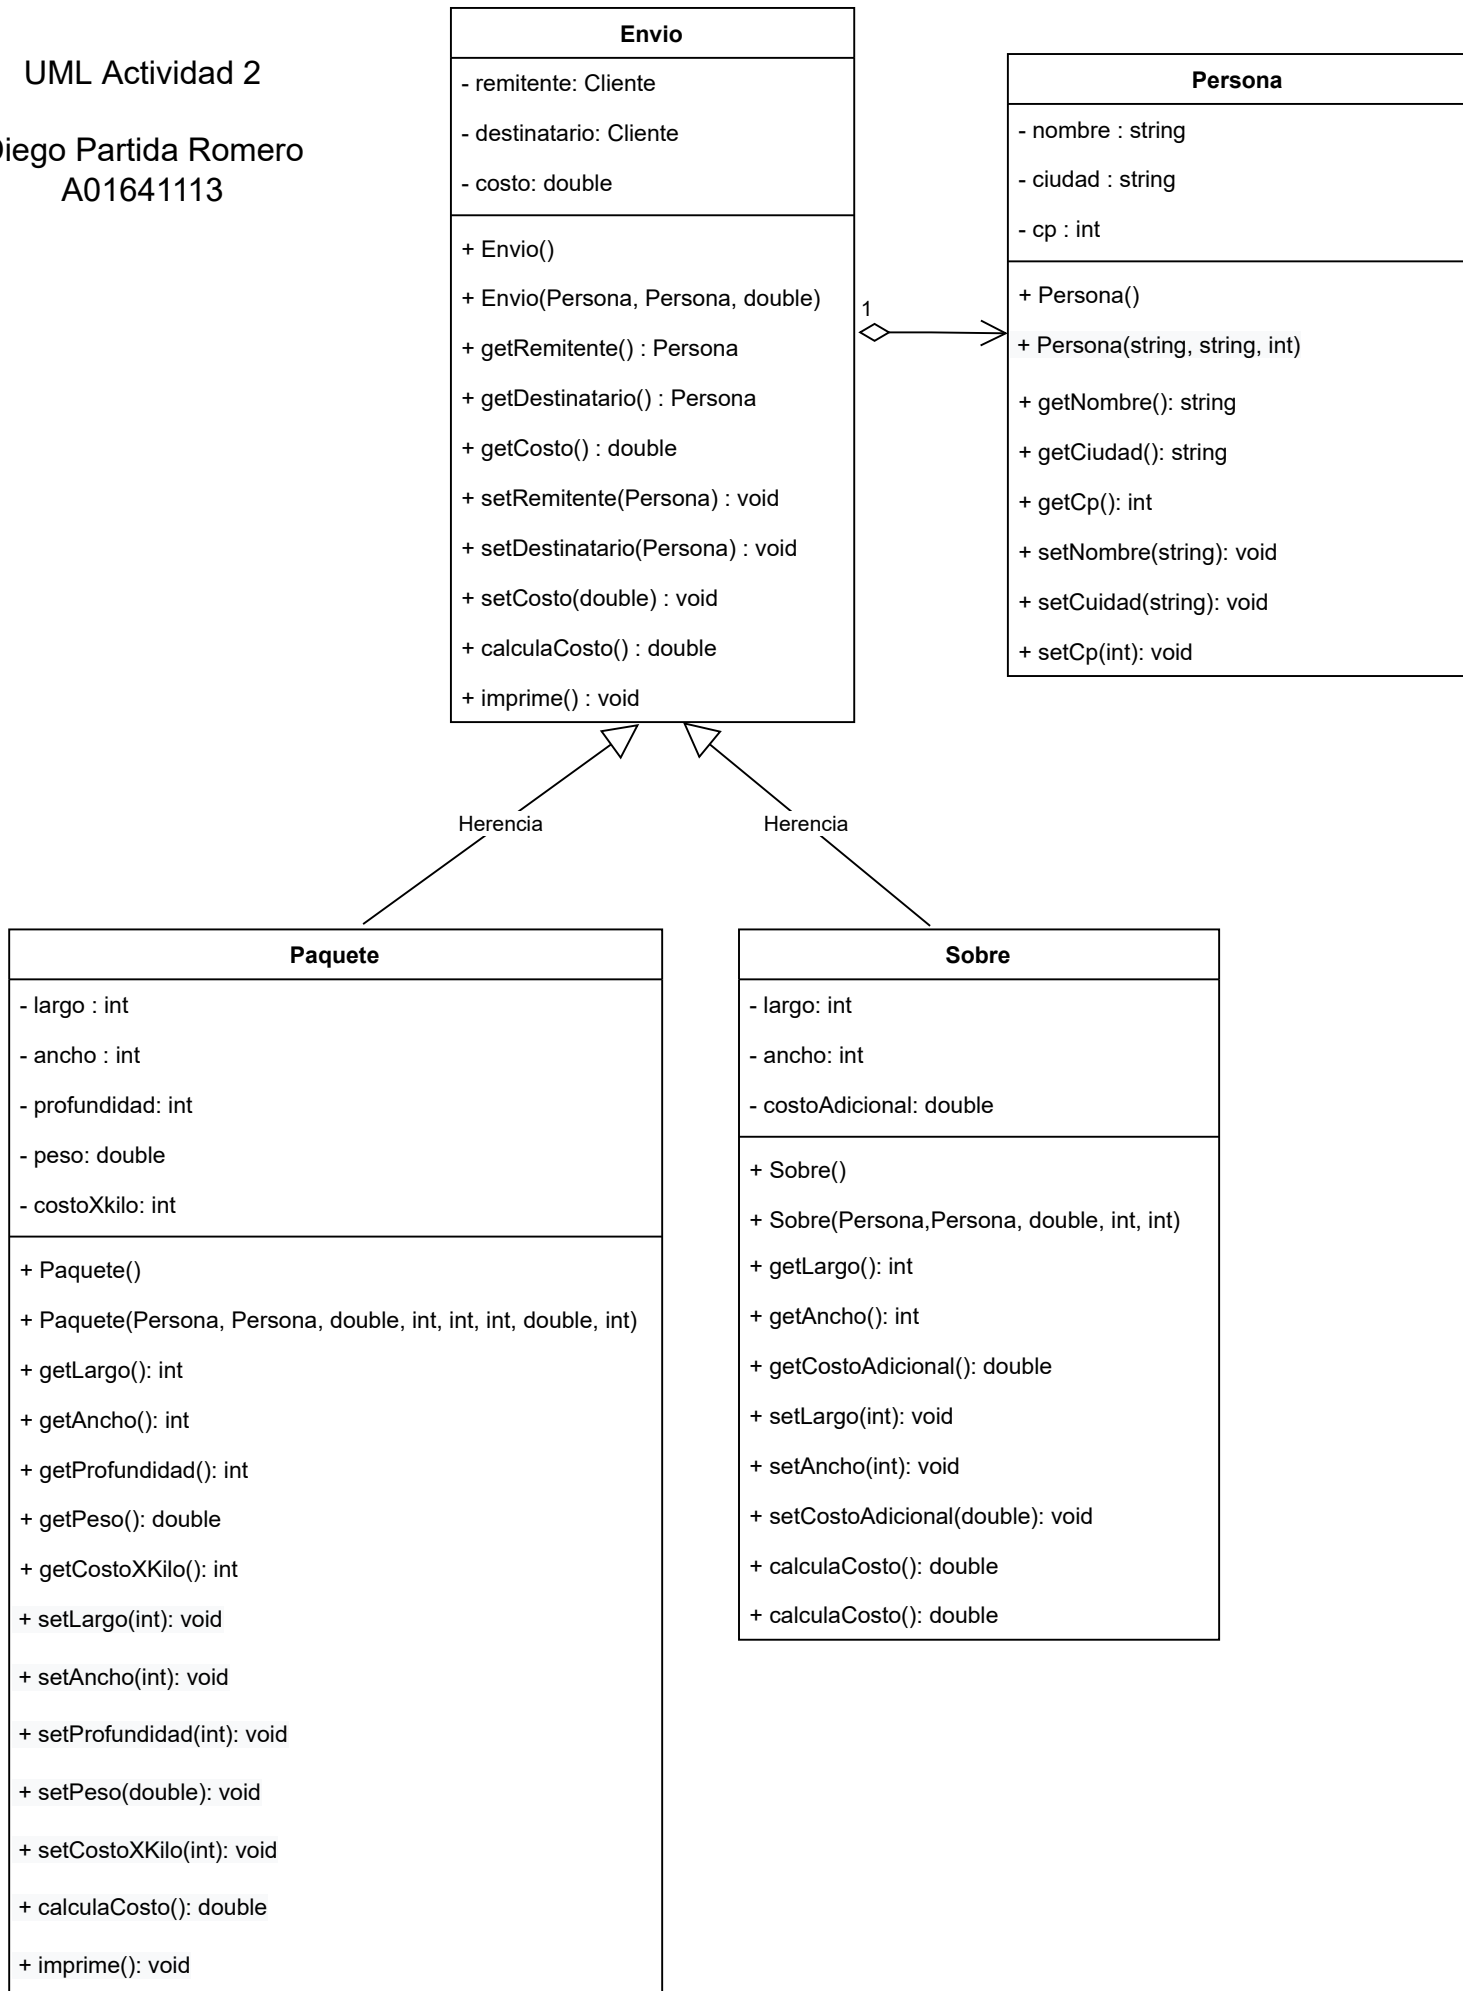 UML Actividad 2
Diego Partida Romero
A01641113
Envio
- remitente: Cliente
- destinatario: Cliente
- costo: double
+ Envio()
+ Envio(Persona, Persona, double)
+ getRemitente() : Persona
+ getDestinatario() : Persona
+ getCosto() : double
+ setRemitente(Persona) : void
+ setDestinatario(Persona) : void
+ setCosto(double) : void
+ calculaCosto() : double
+ imprime() : void
1
Persona
- nombre : string
- ciudad : string
- cp : int
+ Persona()
+ Persona(string, string, int)
+ getNombre(): string
+ getCiudad(): string
+ getCp(): int
+ setNombre(string): void
+ setCuidad(string): void
+ setCp(int): void
Herencia
Herencia
Paquete
- largo : int
- ancho : int
- profundidad: int
- peso: double
- costoXkilo: int
+ Paquete()
+ Paquete(Persona, Persona, double, int, int, int, double, int)
+ getLargo(): int
+ getAncho(): int
+ getProfundidad(): int
+ getPeso(): double
+ getCostoXKilo(): int
+ setLargo(int): void
+ setAncho(int): void
+ setProfundidad(int): void
+ setPeso(double): void
+ setCostoXKilo(int): void
+ calculaCosto(): double
+ imprime(): void
Sobre
- largo: int
- ancho: int
- costoAdicional: double
+ Sobre()
+ Sobre(Persona,Persona, double, int, int)
+ getLargo(): int
+ getAncho(): int
+ getCostoAdicional(): double
+ setLargo(int): void
+ setAncho(int): void
+ setCostoAdicional(double): void
+ calculaCosto(): double
+ calculaCosto(): double